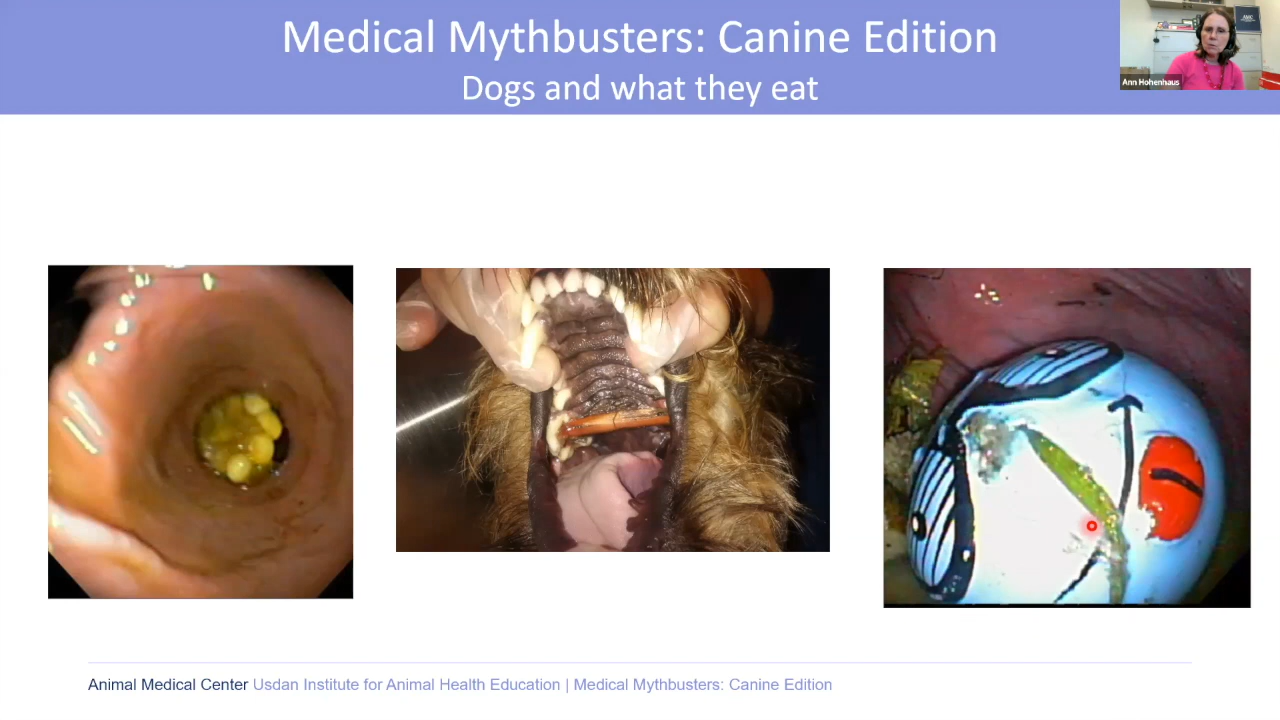 Medical Mythbusters: Canine Edition
Dogs and what they eat
Ann Hohenhaus
Animal Medical Center Usdan Institute for Animal Health Education | Medical Mythbusters: Canine Edition